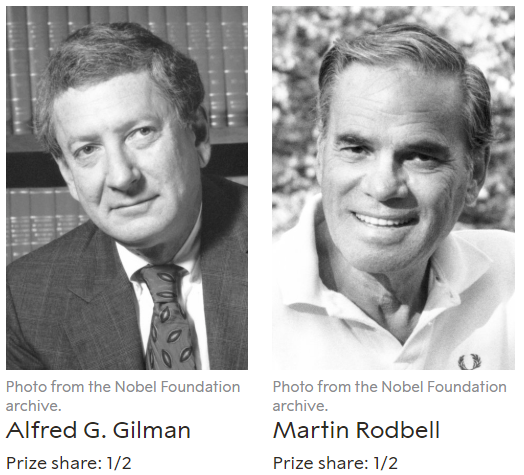 Photo from the Nobel Foundation
archive.
Alfred G. Gilman
Prize share: 1/2
Photo from the Nobel Foundation
archive.
Martin Rodbell
Prize share: 1/2